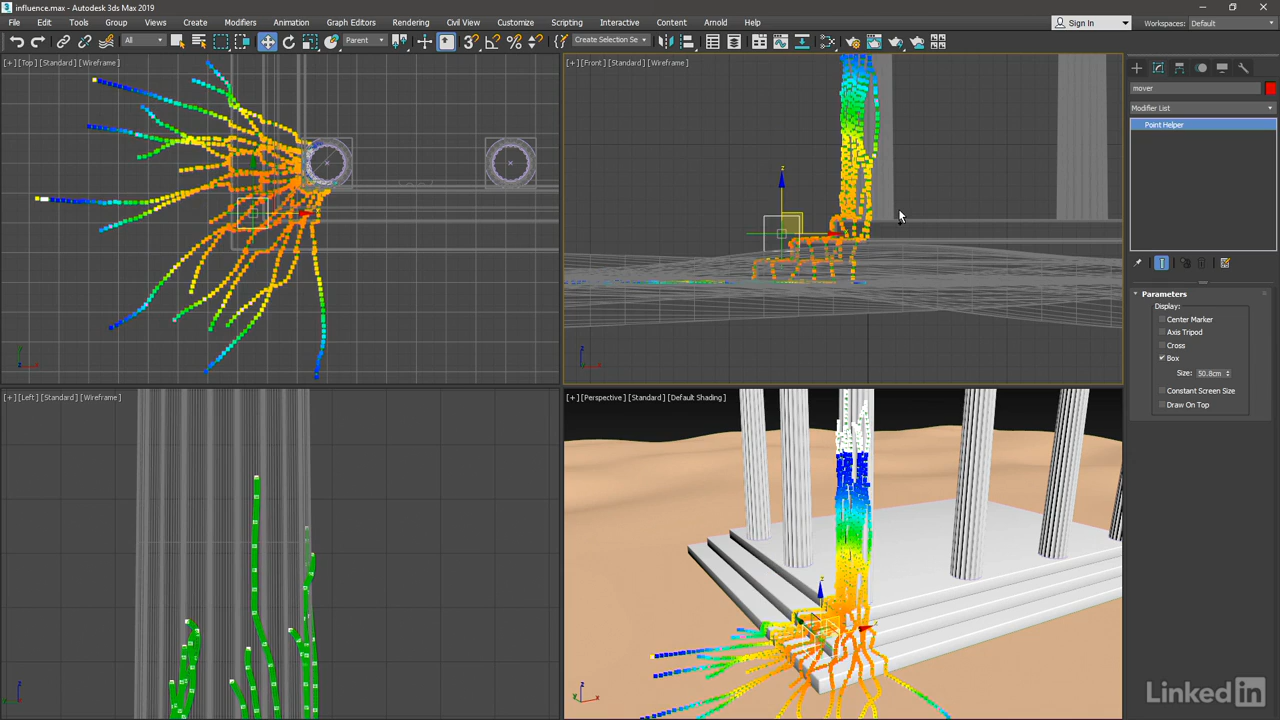 influence.max - Autodesk 3ds Max 2019
File Edit Tools Group Views Create Modifiers Animation Graph Editors Rendering Civil View Customize Scripting Interactive Content Arnold Help
Sign In Workspaces: Default
All Parent Create Selection Se
[+] [Top] [Standard] [Wireframe]
[+] [Front] [Standard] [Wireframe]
mover
Modifier List
Point Helper
Parameters
Display:
Center Marker
Axis Tripod
Cross
Box
Size: 50.8cm
Constant Screen Size
Draw On Top
[+] [Left] [Standard] [Wireframe]
[+] [Perspective] [Standard] [Default Shading]
LinkedIn